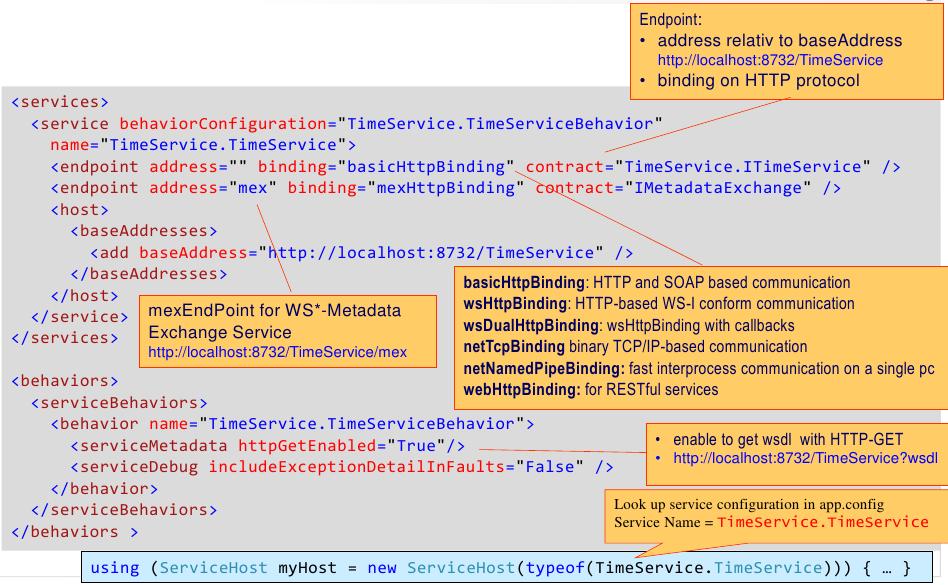 Endpoint:
• address relativ to baseAddress
http://localhost:8732/TimeService
• binding on HTTP protocol
<services>
<service behaviorConfiguration="TimeService.TimeServiceBehavior"
name="TimeService.TimeService">
<endpoint address="" binding="basicHttpBinding" contract="TimeService.ITimeService" />
<endpoint address="mex" binding="mexHttpBinding" contract="IMetadataExchange" />
<host>
<baseAddresses>
<add baseAddress="http://localhost:8732/TimeService" />
</baseAddresses>
</host>
</service>
</services>
mexEndPoint for WS*-Metadata
Exchange Service
http://localhost:8732/TimeService/mex
basicHttpBinding: HTTP and SOAP based communication
wsHttpBinding: HTTP-based WS-I conform communication
wsDualHttpBinding: wsHttpBinding with callbacks
netTcpBinding binary TCP/IP-based communication
netNamedPipeBinding: fast interprocess communication on a single pc
webHttpBinding: for RESTful services
<behaviors>
<serviceBehaviors>
<behavior name="TimeService.TimeServiceBehavior">
<serviceMetadata httpGetEnabled="True"/>
<serviceDebug includeExceptionDetailInFaults="False" />
</behavior>
</serviceBehaviors>
</behaviors >
• enable to get wsdl with HTTP-GET
• http://localhost:8732/TimeService?wsdl
Look up service configuration in app.config
Service Name = TimeService.TimeService
using (ServiceHost myHost = new ServiceHost(typeof(TimeService.TimeService))) { … }